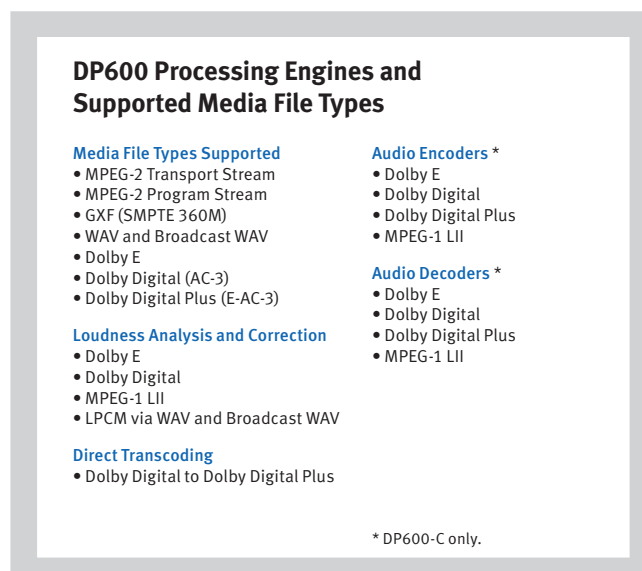 DP600 Processing Engines and
Supported Media File Types
Media File Types Supported
• MPEG-2 Transport Stream
• MPEG-2 Program Stream
• GXF (SMPTE 360M)
• WAV and Broadcast WAV
• Dolby E
• Dolby Digital (AC-3)
• Dolby Digital Plus (E-AC-3)
Loudness Analysis and Correction
• Dolby E
• Dolby Digital
• MPEG-1 LII
• LPCM via WAV and Broadcast WAV
Direct Transcoding
• Dolby Digital to Dolby Digital Plus
Audio Encoders *
• Dolby E
• Dolby Digital
• Dolby Digital Plus
• MPEG-1 LII
Audio Decoders *
• Dolby E
• Dolby Digital
• Dolby Digital Plus
• MPEG-1 LII
* DP600-C only.